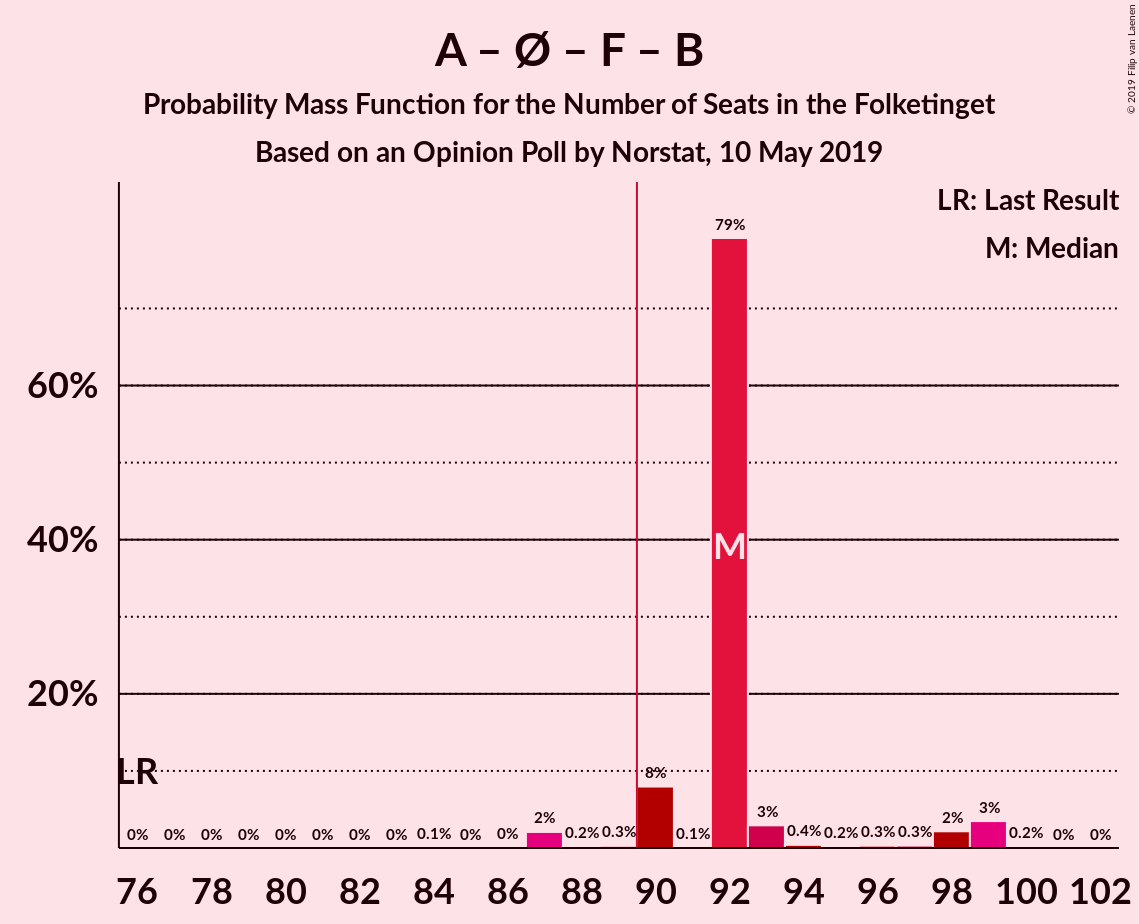 A – Ø – F – B
Probability Mass Function for the Number of Seats in the Folketinget
Based on an Opinion Poll by Norstat, 10 May 2019
© 2019 Filip van Laenen
LR: Last Result
M: Median
79%
60%
40%
M
20%
LR
0% 0% 0% 0% 0% 0% 0% 0% 0.1% 0% 0% 2% 0.2% 0.3% 8% 0.1% 3% 0.4% 0.2% 0.3% 0.3% 2% 3% 0.2% 0% 0%
76 78 80 82 84 86 88 90 92 94 96 98 100 102